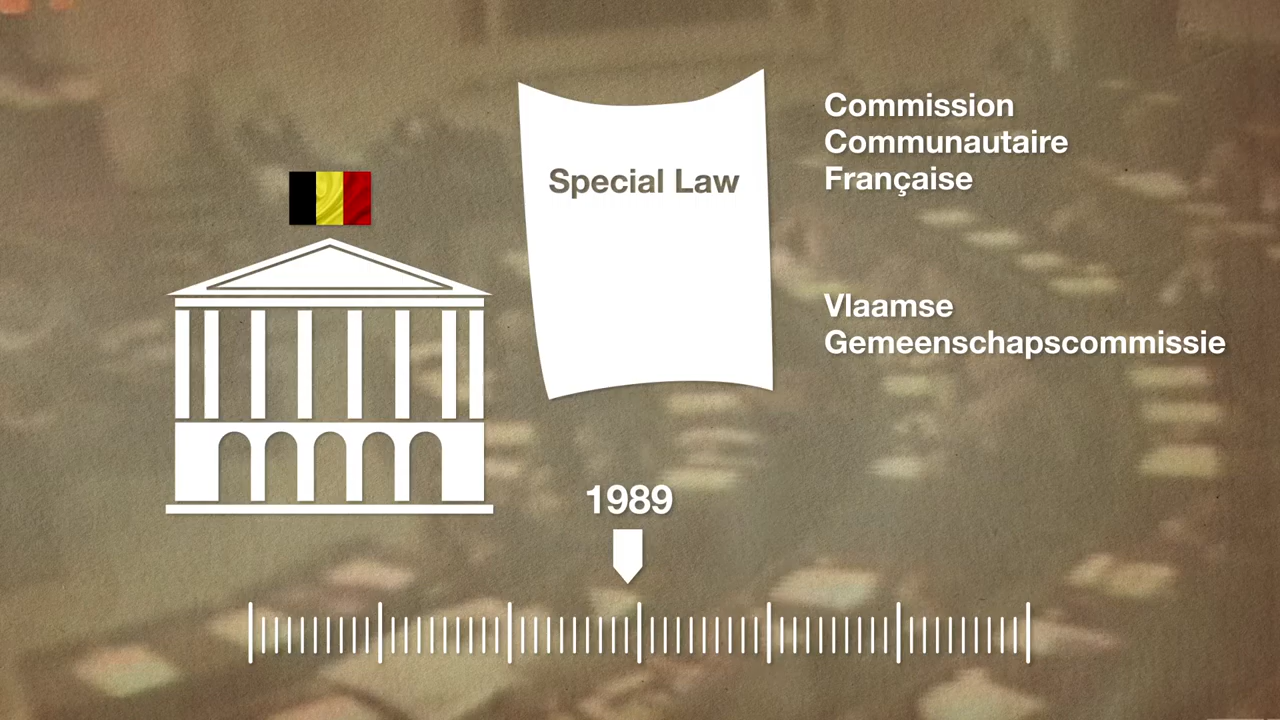 Special Law
Commission
Communautaire
Française
Vlaamse
Gemeenschapscommissie
1989